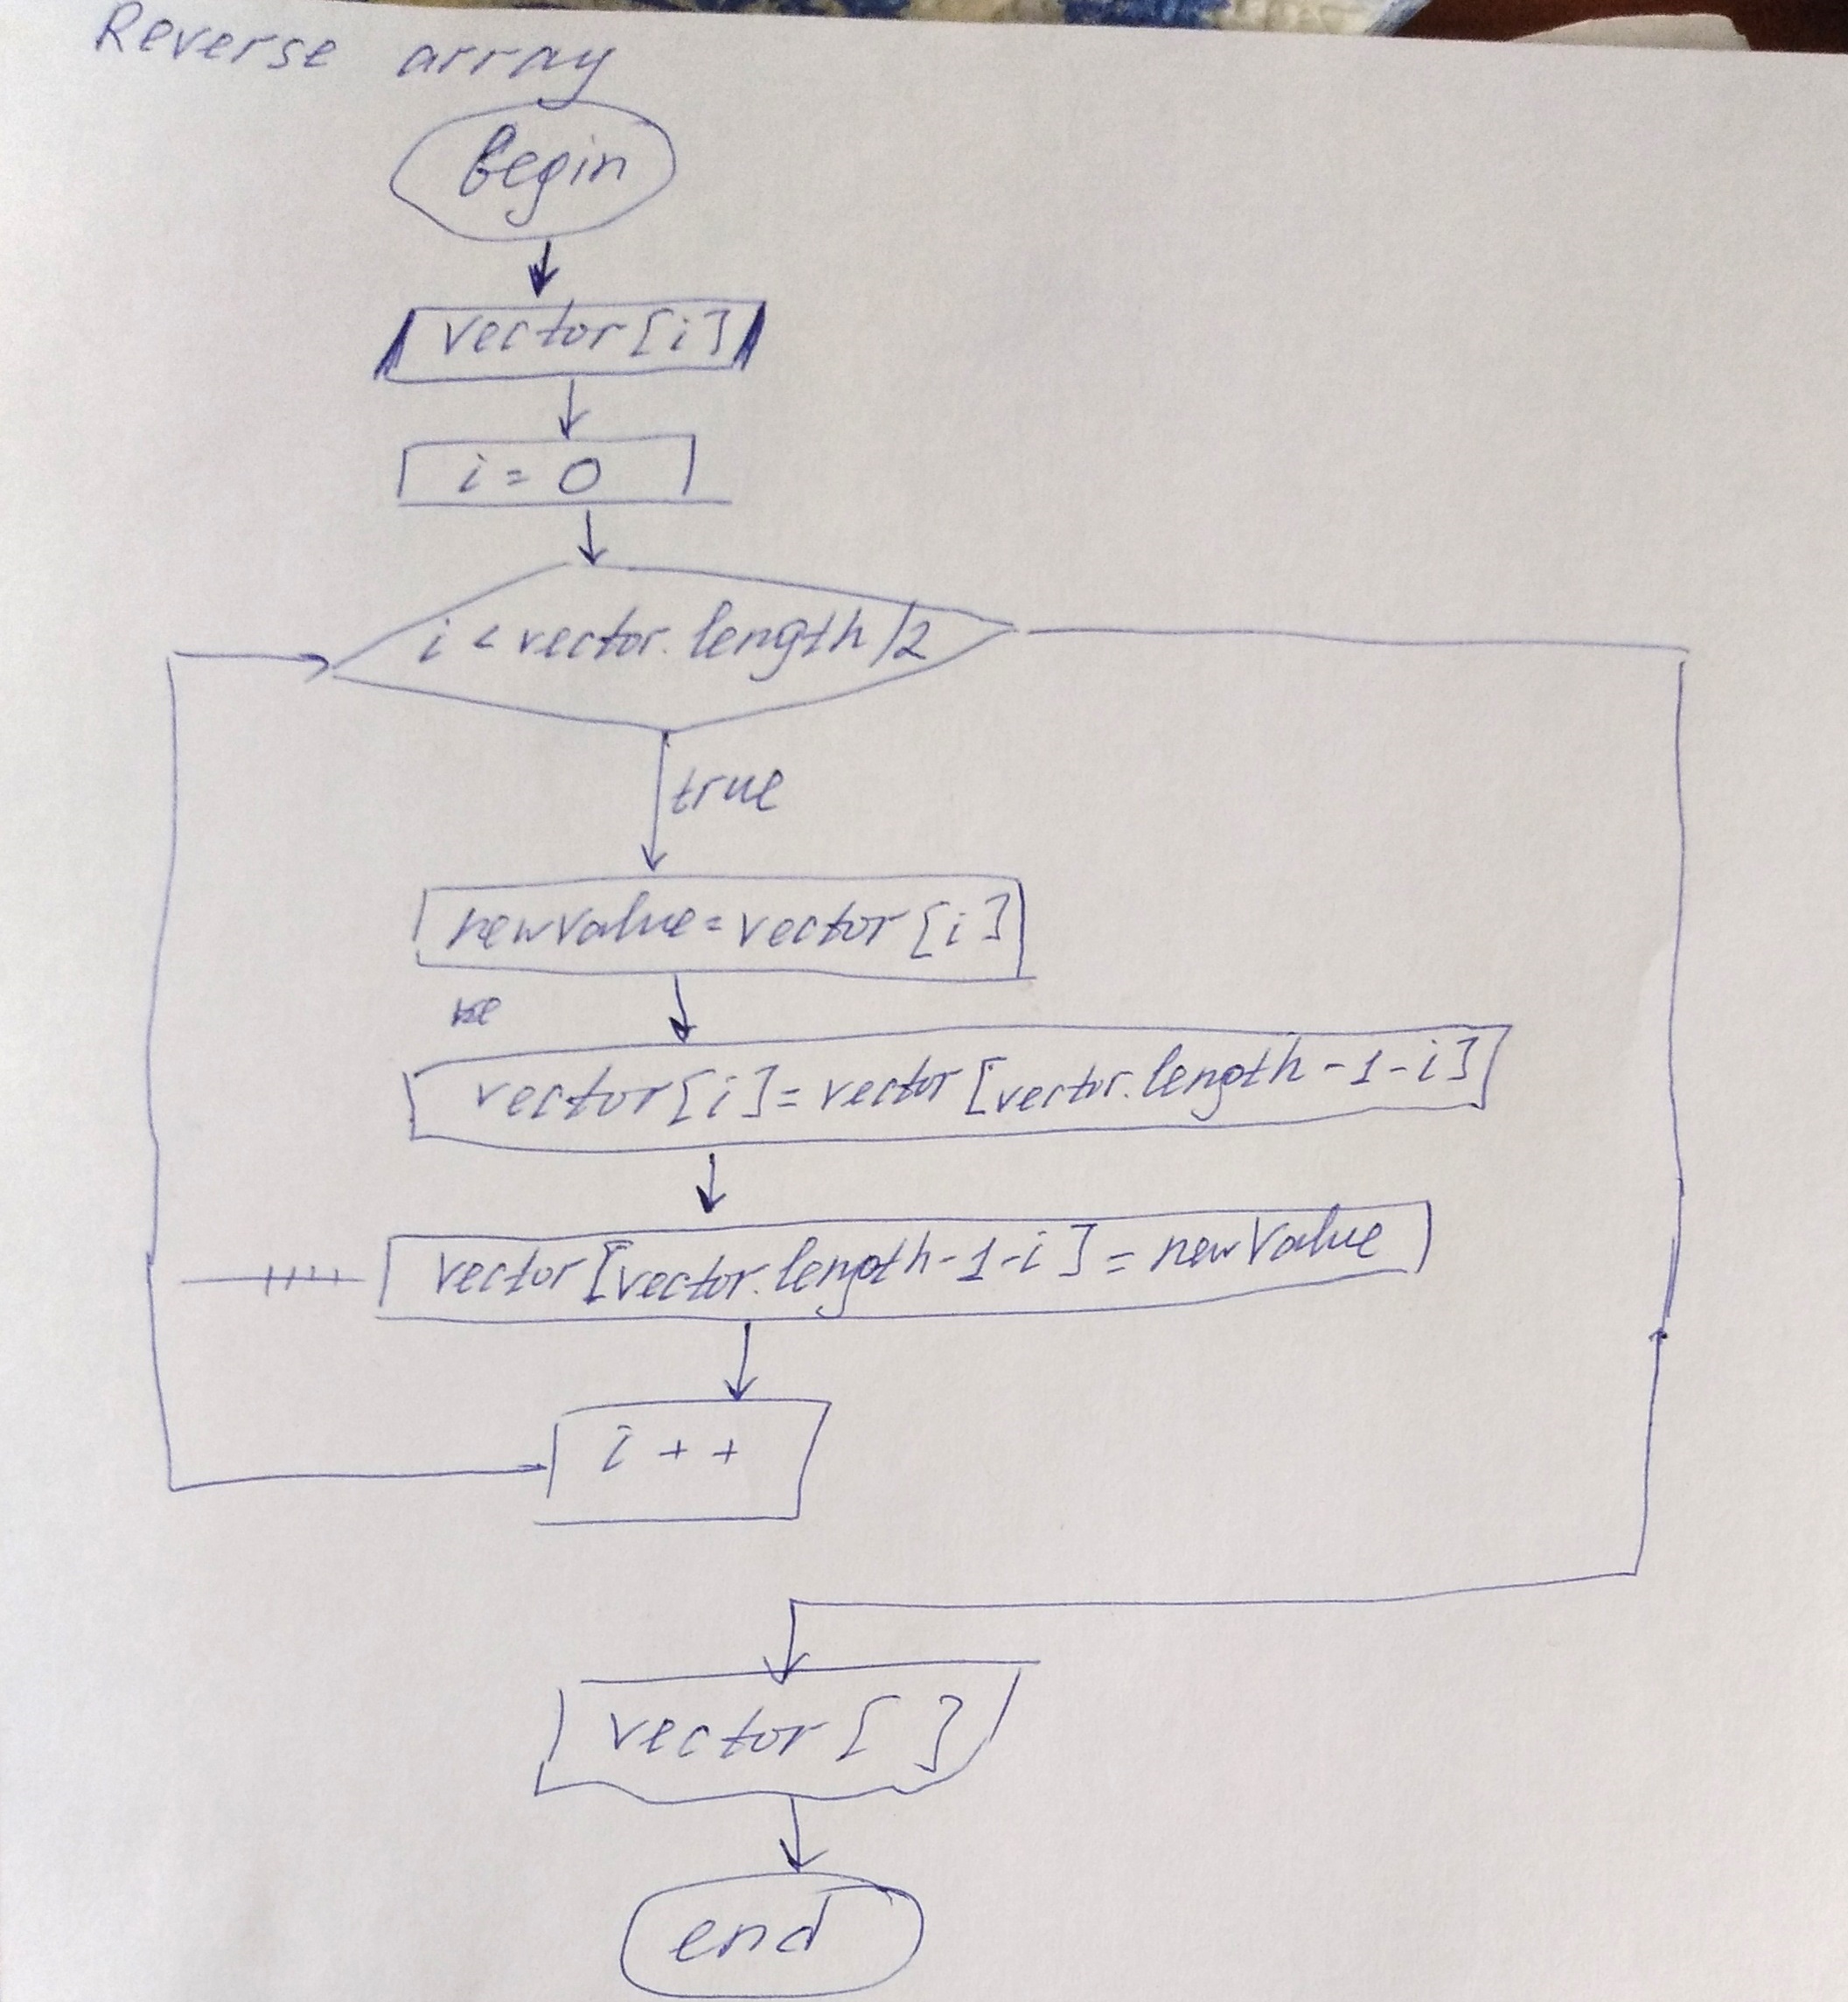 Reverse array
begin
vector[i]
i = 0
i < vector.length/2
true
newValue = vector[i]
vector[i] = vector[vector.length-1-i]
vector[vector.length-1-i] = newValue
i ++
vector[ ]
end